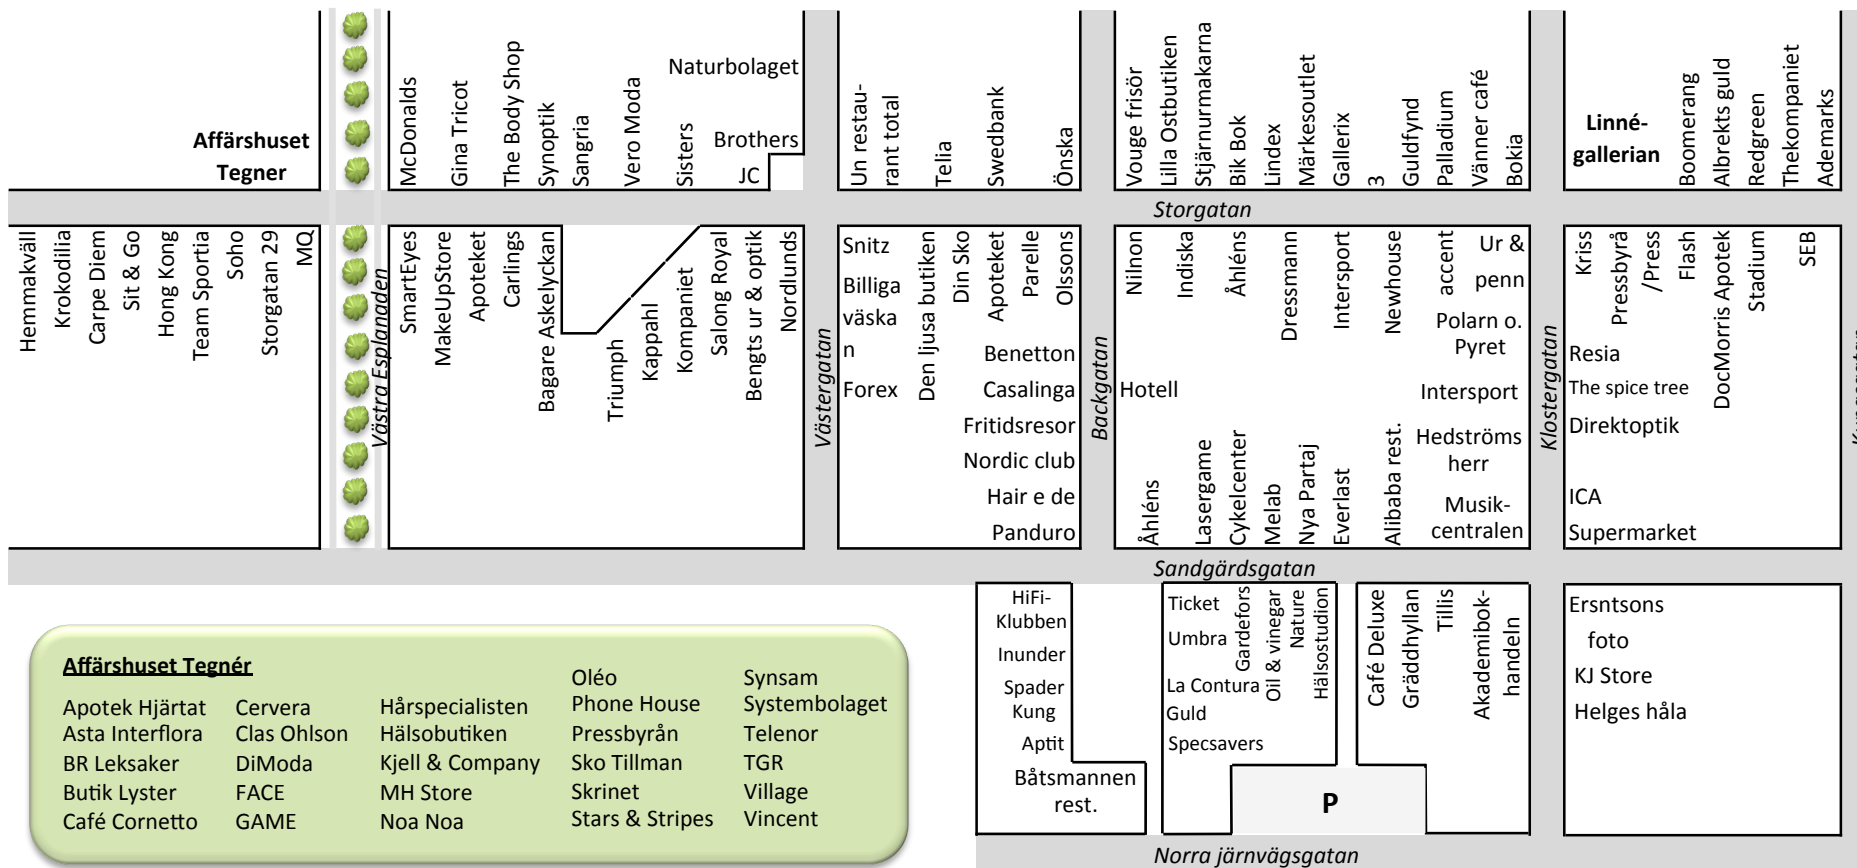 Affärshuset
Tegner
McDonalds
Gina Tricot
The Body Shop
Synoptik
Sangria
Vero Moda
Sisters
Naturbolaget
Brothers
JC
Un restau-
rant total
Telia
Swedbank
Önska
Vouge frisör
Lilla Ostbutiken
Stjärnurmakarna
Bik Bok
Lindex
Märkesoutlet
Gallerix
3
Guldfynd
Palladium
Vänner café
Bokia
Linné-
gallerian
Boomerang
Albrekts guld
Redgreen
Thekompaniet
Ademarks
Storgatan
Hemmakväll
Krokodilia
Carpe Diem
Sit & Go
Hong Kong
Team Sportia
Soho
Storgatan 29
MQ
Västra Esplanaden
SmartEyes
MakeUpStore
Apoteket
Carlings
Bagare Askelyckan
Triumph
Kappahl
Kompaniet
Salong Royal
Bengts ur & optik
Nordlunds
Västergatan
Snitz
Billiga
väska
n
Forex
Den ljusa butiken
Din Sko
Apoteket
Parelle
Olssons
Benetton
Casalinga
Fritidsresor
Nordic club
Hair e de
Panduro
Backgatan
Nilnon
Indiska
Åhléns
Dressmann
Intersport
Newhouse
accent
Ur &
penn
Polarn o.
Pyret
Hotell
Intersport
Hedströms
herr
Musik-
centralen
Åhléns
Lasergame
Cykelcenter
Melab
Nya Partaj
Everlast
Alibaba rest.
Klostergatan
Kriss
Pressbyrå
/Press
Flash
DocMorris Apotek
Stadium
SEB
Resia
The spice tree
Direktoptik
ICA
Supermarket
Sandgärdsgatan
HiFi-
Klubben
Inunder
Spader
Kung
Aptit
Båtsmannen
rest.
Ticket
Umbra
La Contura
Guld
Specsavers
Gardefors
Oil & vinegar
Nature
Hälsostudion
Café Deluxe
Gräddhyllan
Tillis
Akademibok-
handeln
P
Ersntsons
foto
KJ Store
Helges håla
Norra järnvägsgatan
Affärshuset Tegnér
Apotek Hjärtat
Asta Interflora
BR Leksaker
Butik Lyster
Café Cornetto
Cervera
Clas Ohlson
DiModa
FACE
GAME
Hårspecialisten
Hälsobutiken
Kjell & Company
MH Store
Noa Noa
Oléo
Phone House
Pressbyrån
Sko Tillman
Skrinet
Stars & Stripes
Synsam
Systembolaget
Telenor
TGR
Village
Vincent